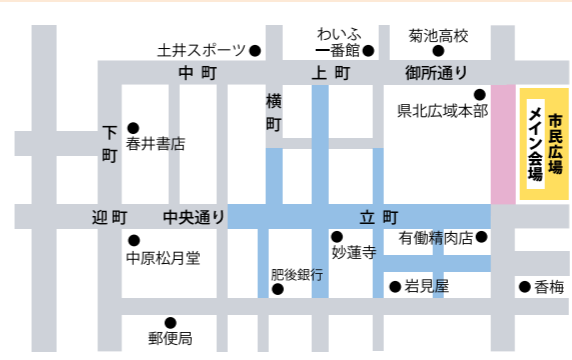 土井スポーツ
わいふ
一番館
菊池高校
中町
上町
御所通り
横町
県北広域本部
市民広場
メイン会場
下町
春井書店
迎町
中央通り
立町
中原松月堂
妙蓮寺
有働精肉店
肥後銀行
岩見屋
香梅
郵便局